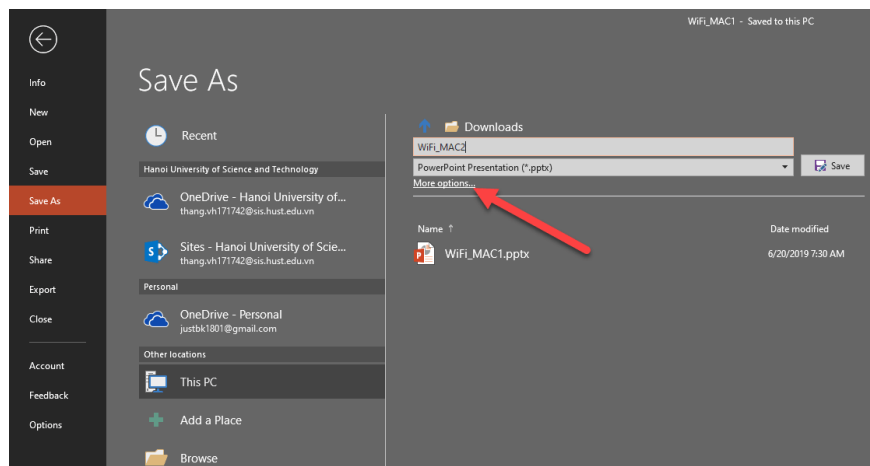 WiFi_MAC1 - Saved to this PC
Info
New
Open
Save
Save As
Print
Share
Export
Close
Account
Feedback
Options
Save As
Recent
Hanoi University of Science and Technology
OneDrive - Hanoi University of...
thang.vh171742@sis.hust.edu.vn
Sites - Hanoi University of Scie...
thang.vh171742@sis.hust.edu.vn
Personal
OneDrive - Personal
justbk1801@gmail.com
Other locations
This PC
Add a Place
Browse
Downloads
WiFi_MAC2
PowerPoint Presentation (*.pptx)
Save
More options...
Name ↑ Date modified
WiFi_MAC1.pptx 6/20/2019 7:30 AM